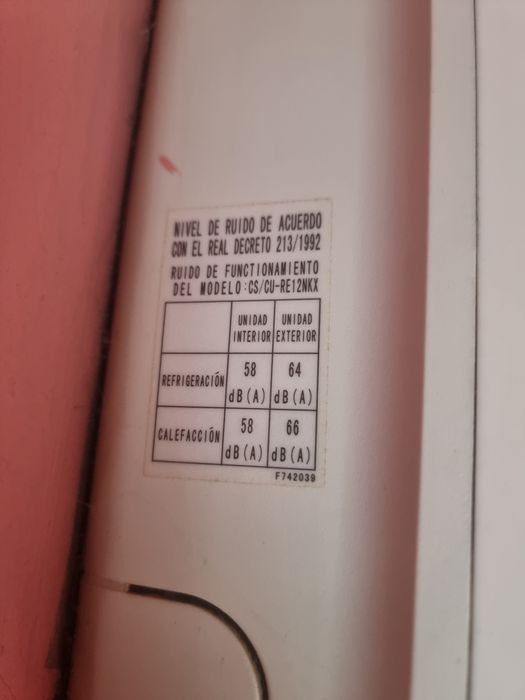 NIVEL DE RUIDO DE ACUERDO
CON EL REAL DECRETO 213/1992
RUIDO DE FUNCTIONAMIENTO
DEL MODELO:CS/CU-RE12NKX
UNIDAD INTERIOR UNIDAD EXTERIOR
REFRIGERACIÓN 58 dB(A) 64 dB(A)
CALEFACCIÓN 58 dB(A) 66 dB(A)
F742039